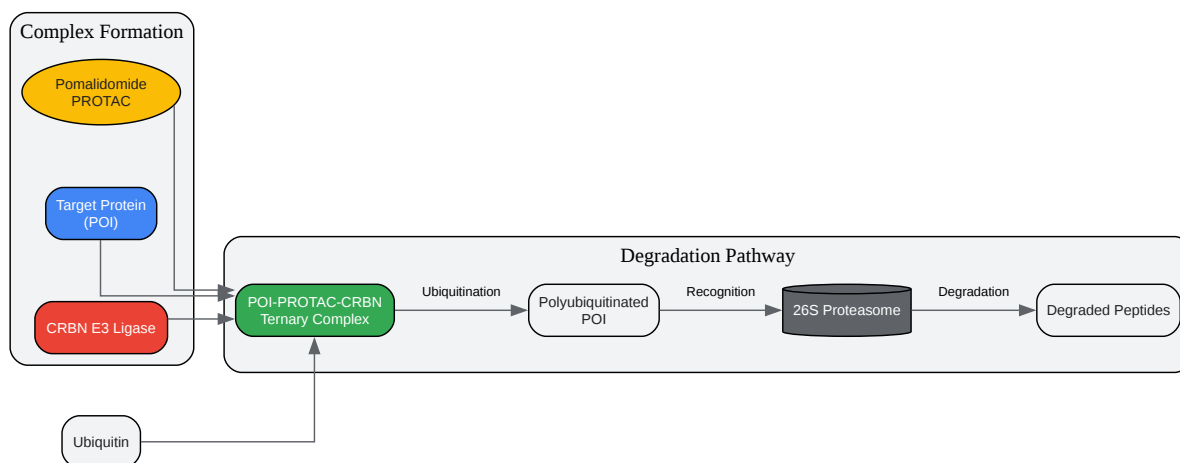 Complex Formation
Pomalidomide
PROTAC
Target Protein
(POI)
CRBN E3 Ligase
Ubiquitin
Degradation Pathway
POI-PROTAC-CRBN
Ternary Complex
Ubiquitination
Polyubiquitinated
POI
Recognition
26S Proteasome
Degradation
Degraded Peptides